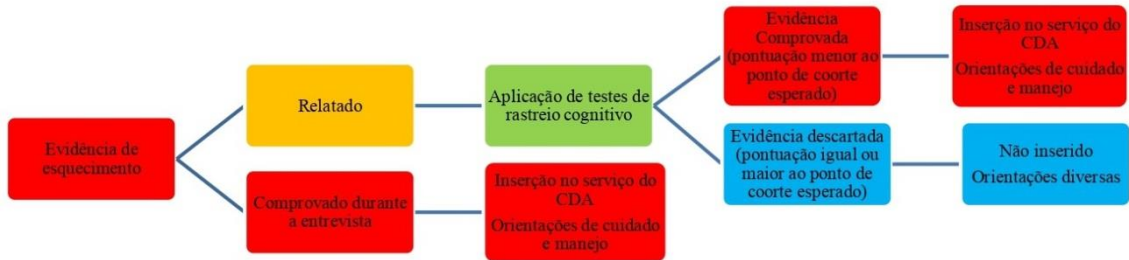 Evidência de
esquecimento
Relatado
Comprovado durante
a entrevista
Aplicação de testes de
rastreio cognitivo
Inserção no serviço do
CDA
Orientações de cuidado
e manejo
Evidência
Comprovada
(pontuação menor ao
ponto de coorte
esperado)
Inserção no serviço do
CDA
Orientações de cuidado
e manejo
Evidência descartada
(pontuação igual ou
maior ao ponto de
coorte esperado)
Não inserido
Orientações diversas